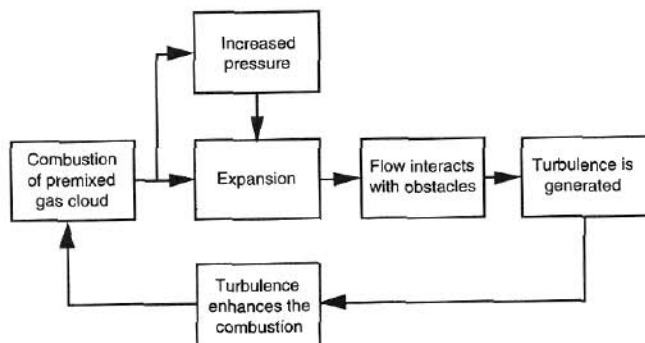 Increased
pressure
Combustion
of premixed
gas cloud
Expansion
Flow interacts
with obstacles
Turbulence is
generated
Turbulence
enhances the
combustion